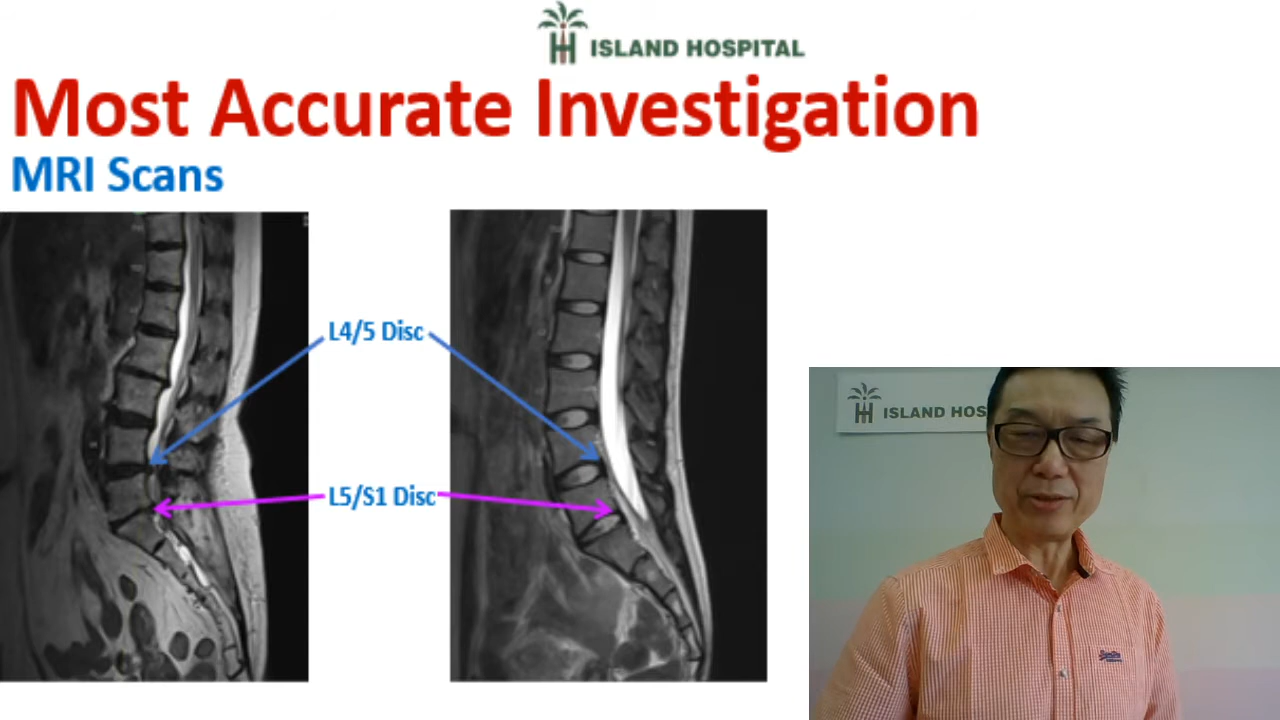 ISLAND HOSPITAL
Most Accurate Investigation
MRI Scans
L4/5 Disc
L5/S1 Disc
ISLAND HOS